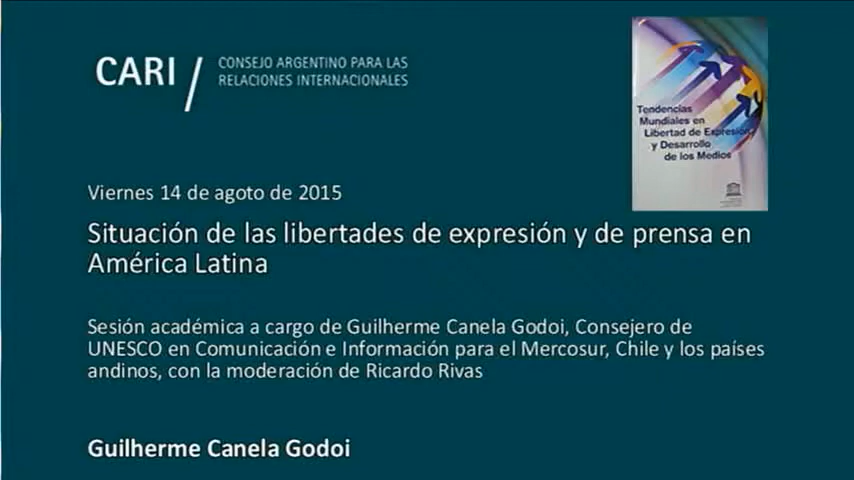 CARI / CONSEJO ARGENTINO PARA LAS
RELACIONES INTERNACIONALES
Tendencias
Mundiales en
Libertad de Expresión
y Desarrollo
de los Medios
Viernes 14 de agoto de 2015
Situación de las libertades de expresión y de prensa en
América Latina
Sesión académica a cargo de Guilherme Canela Godoi, Consejero de
UNESCO en Comunicación e Información para el Mercosur, Chile y los países
andinos, con la moderación de Ricardo Rivas
Guilherme Canela Godoi